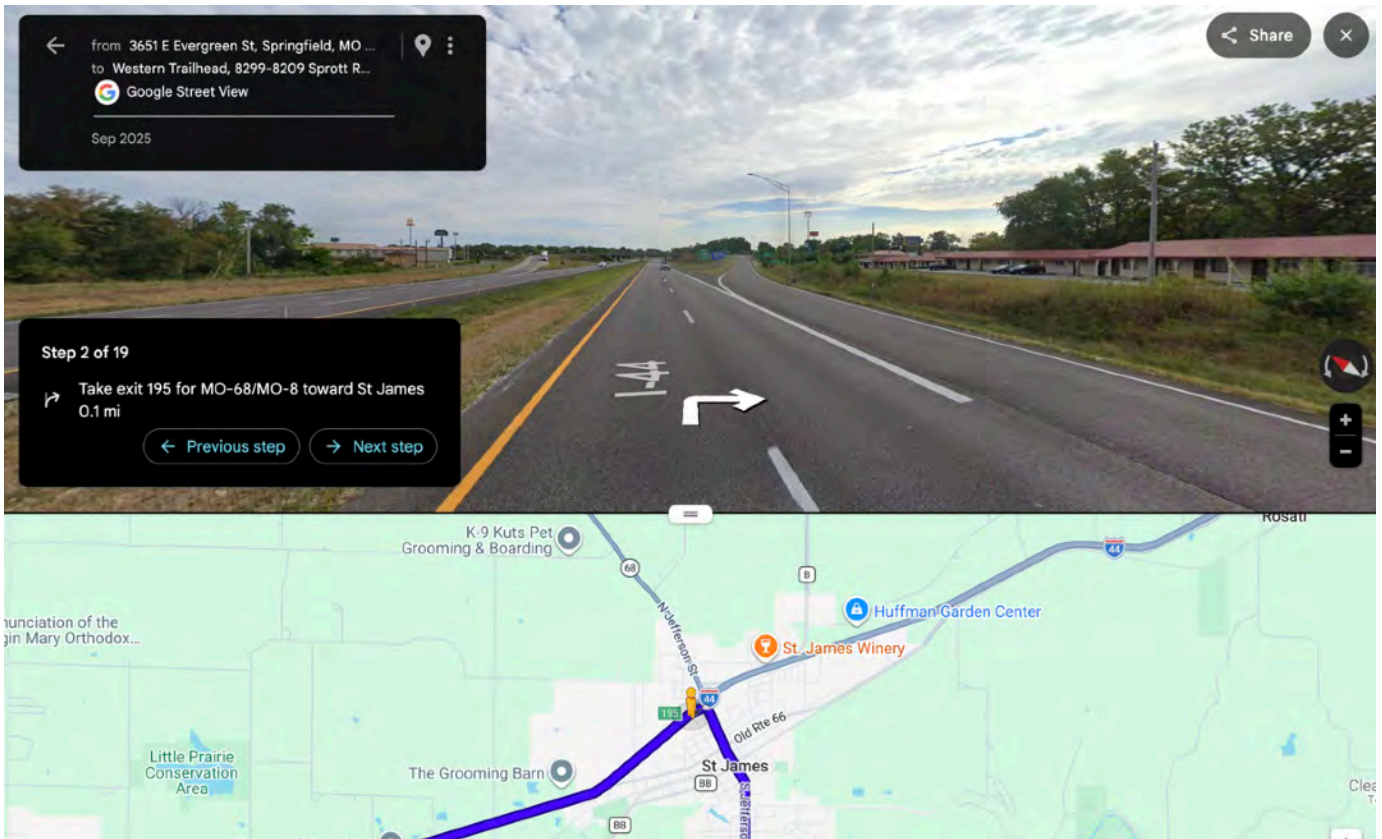 from 3651 E Evergreen St, Springfield, MO ...
to Western Trailhead, 8299-8209 Sprott R...
Google Street View
Sep 2025
Share
I-44
Step 2 of 19
Take exit 195 for MO-68/MO-8 toward St James
0.1 mi
Previous step
Next step
Rosati
K-9 Kuts Pet
Grooming & Boarding
44
68
B
Huffman Garden Center
nunciation of the
gin Mary Orthodox...
N Jefferson St
St. James Winery
44
195
Old Rte 66
Little Prairie
Conservation
Area
St James
The Grooming Barn
BB
S Jefferso
Clea
BB